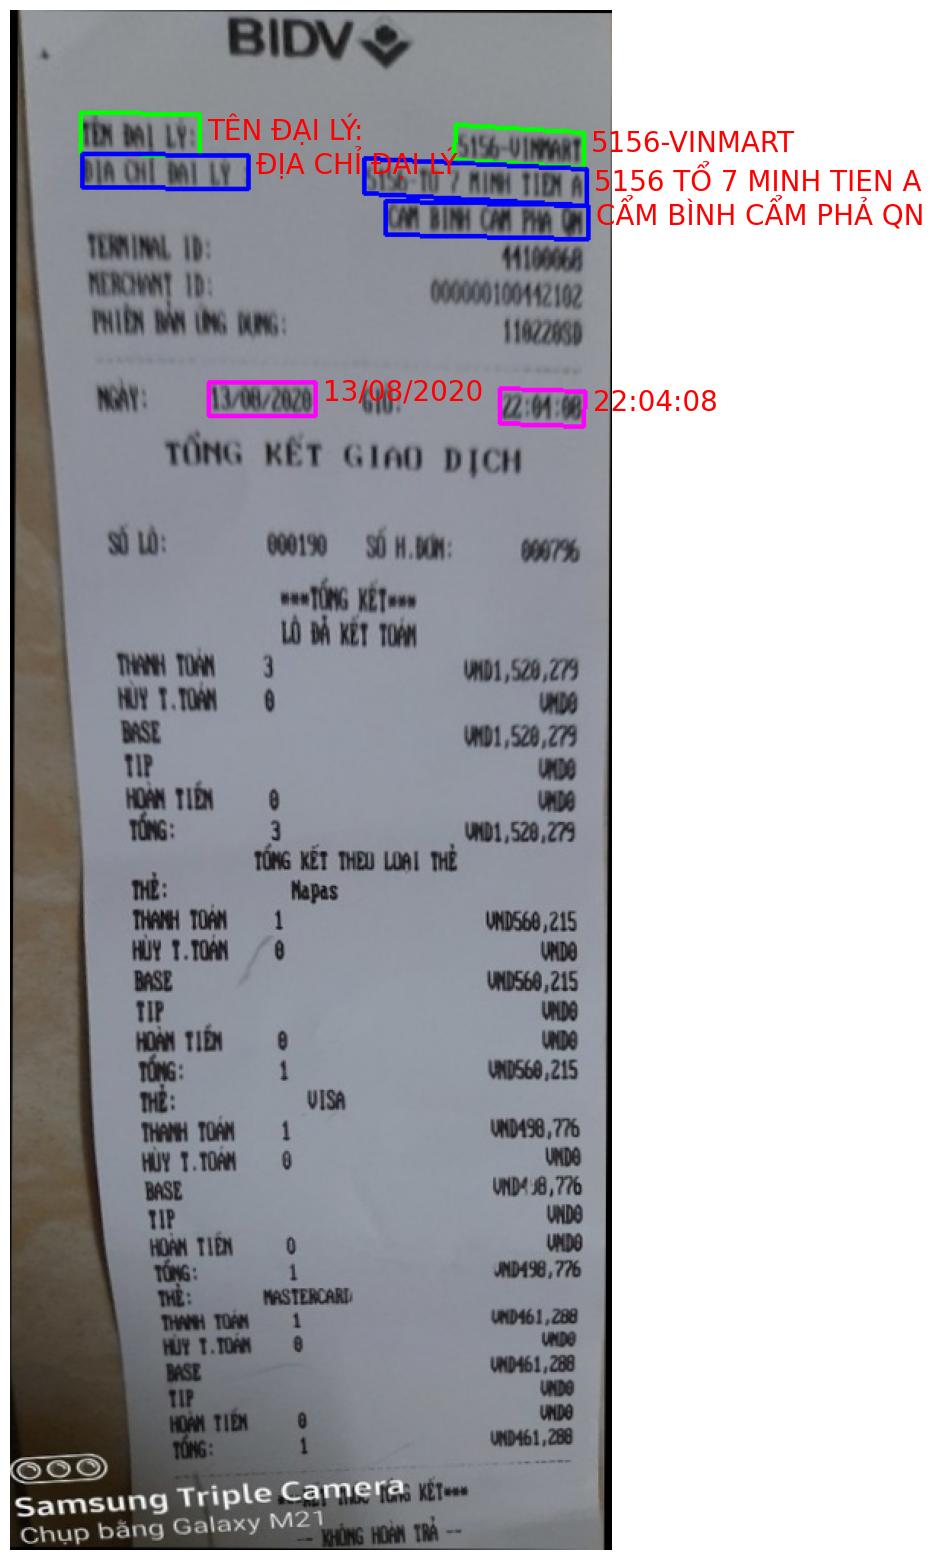 BIDV
TÊN ĐẠI LÝ: TÊN ĐẠI LÝ: 5156-VINMART 5156-VINMART
ĐỊA CHỈ ĐẠI LÝ : ĐỊA CHỈ ĐẠI LÝ 5156-TỔ 7 MINH TIEN A 5156 TỔ 7 MINH TIEN A
CẨM BÌNH CẨM PHẢ QN CẨM BÌNH CẨM PHẢ QN
TERMINAL ID: 44100068
MERCHANT ID: 000000100442102
PHIÊN BẢN ỨNG DỤNG: 110220SD
NGÀY: 13/08/2020 13/08/2020 GIỜ: 22:04:08 22:04:08
TỔNG KẾT GIAO DỊCH
SỐ LÔ: 000190 SỐ H.ĐƠN: 000796
***TỔNG KẾT***
LÔ ĐÃ KẾT TOÁN
THANH TOÁN 3 VND1,520,279
HỦY T.TOÁN 0 VND0
BASE VND1,520,279
TIP VND0
HOÀN TIỀN 0 VND0
TỔNG: 3 VND1,520,279
TỔNG KẾT THEO LOẠI THẺ
THẺ: Napas
THANH TOÁN 1 VND560,215
HỦY T.TOÁN 0 VND0
BASE VND560,215
TIP VND0
HOÀN TIỀN 0 VND0
TỔNG: 1 VND560,215
THẺ: VISA
THANH TOÁN 1 VND498,776
HỦY T.TOÁN 0 VND0
BASE VND498,776
TIP VND0
HOÀN TIỀN 0 VND0
TỔNG: 1 VND498,776
THẺ: MASTERCARD
THANH TOÁN 1 VND461,288
HỦY T.TOÁN 0 VND0
BASE VND461,288
TIP VND0
HOÀN TIỀN 0 VND0
TỔNG: 1 VND461,288
***KẾT THÚC TỔNG KẾT***
-- KHÔNG HOÀN TRẢ --
Samsung Triple Camera
Chụp bằng Galaxy M21